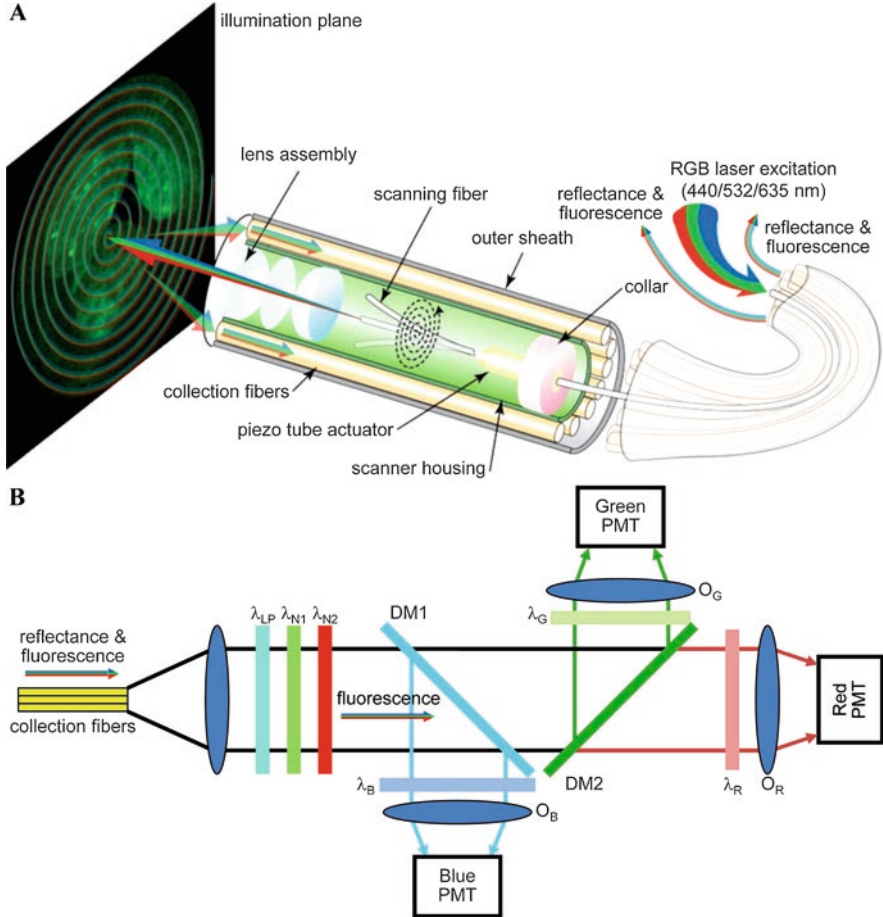 A
illumination plane
lens assembly
scanning fiber
outer sheath
collar
reflectance &
fluorescence
RGB laser excitation
(440/532/635 nm)
reflectance &
fluorescence
collection fibers
piezo tube actuator
scanner housing
B
Green
PMT
O_G
λ_G
λ_LP
λ_N1
λ_N2
DM1
reflectance &
fluorescence
collection fibers
fluorescence
Red
PMT
λ_B
DM2
λ_R
O_R
O_B
Blue
PMT